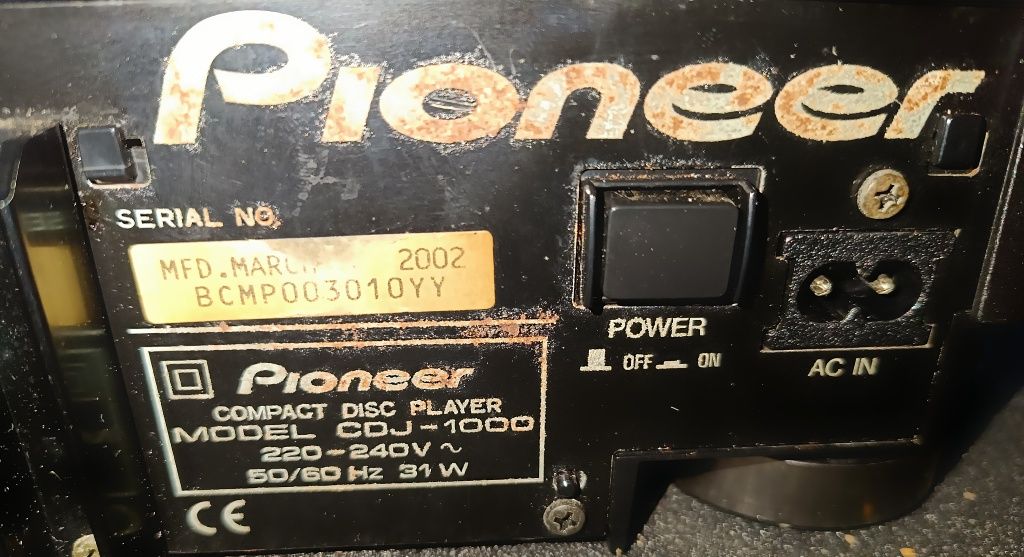 Pioneer
SERIAL NO.
MFD. 2002
BCMP003010YY
POWER
OFF ON
AC IN
Pioneer
COMPACT DISC PLAYER
MODEL CDJ-1000
220-240V ~
50/60 Hz 31 W
CE